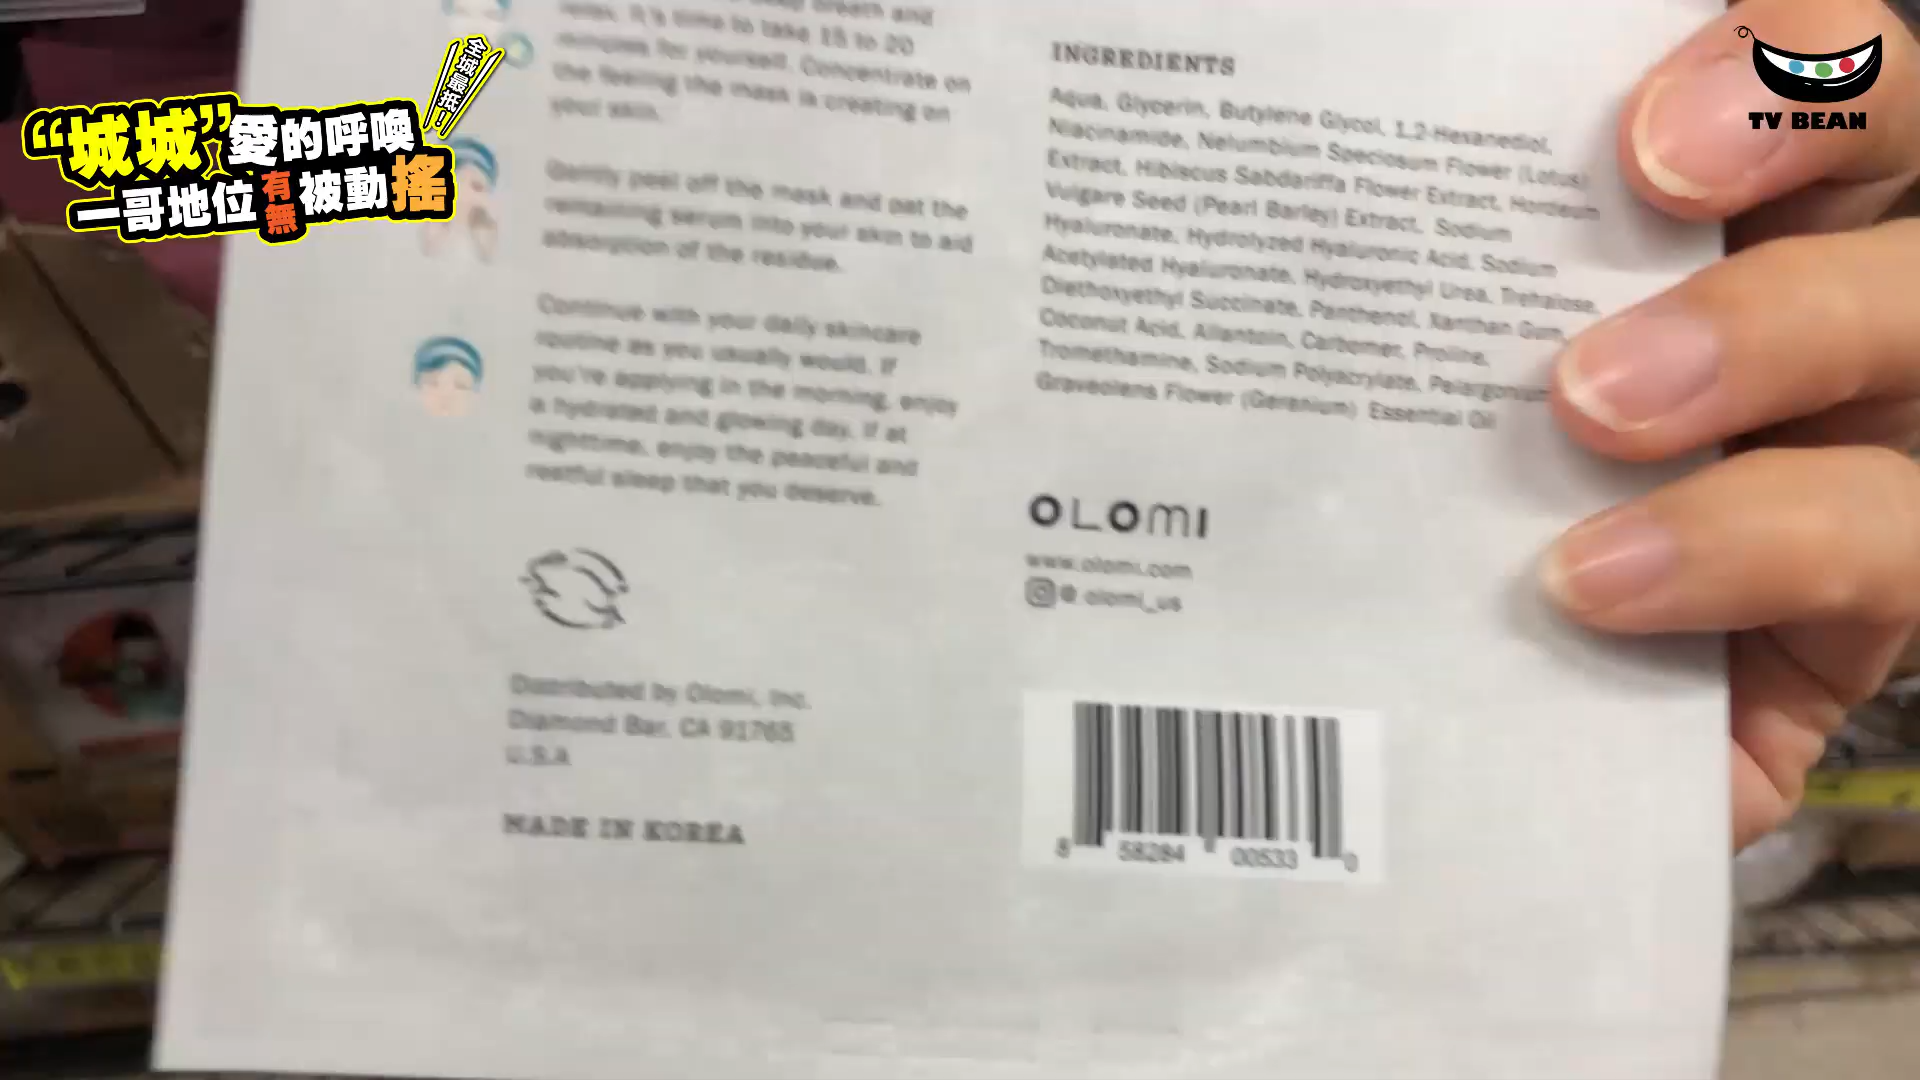 全城最抵!
“城城”愛的呼喚
一哥地位有無被動搖
TV BEAN
deep breath and
relax. It's time to take 15 to 20
minutes for yourself. Concentrate on
the feeling the mask is creating on
your skin.
Gently peel off the mask and pat the
remaining serum into your skin to aid
absorption of the residue.
Continue with your daily skincare
routine as you usually would. If
you're applying in the morning, enjoy
a hydrated and glowing day. If at
nighttime, enjoy the peaceful and
restful sleep that you deserve.
Distributed by Olomi, Inc.
Diamond Bar, CA 91765
U.S.A
MADE IN KOREA
INGREDIENTS
Aqua, Glycerin, Butylene Glycol, 1,2-Hexanediol,
Niacinamide, Nelumbium Speciosum Flower (Lotus)
Extract, Hibiscus Sabdariffa Flower Extract, Hordeum
Vulgare Seed (Pearl Barley) Extract, Sodium
Hyaluronate, Hydrolyzed Hyaluronic Acid, Sodium
Acetylated Hyaluronate, Hydroxyethyl Urea, Trehalose,
Diethoxyethyl Succinate, Panthenol, Xanthan Gum,
Coconut Acid, Allantoin, Carbomer, Proline,
Tromethamine, Sodium Polyacrylate, Pelargonium
Graveolens Flower (Geranium) Essential Oil
OLOMI
www.olomi.com
@ olomi_us
8 58284 00533 0